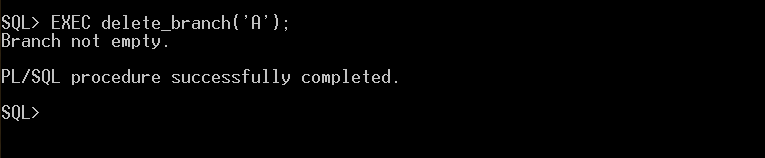 SQL> EXEC delete_branch('A');
Branch not empty.
PL/SQL procedure successfully completed.
SQL>